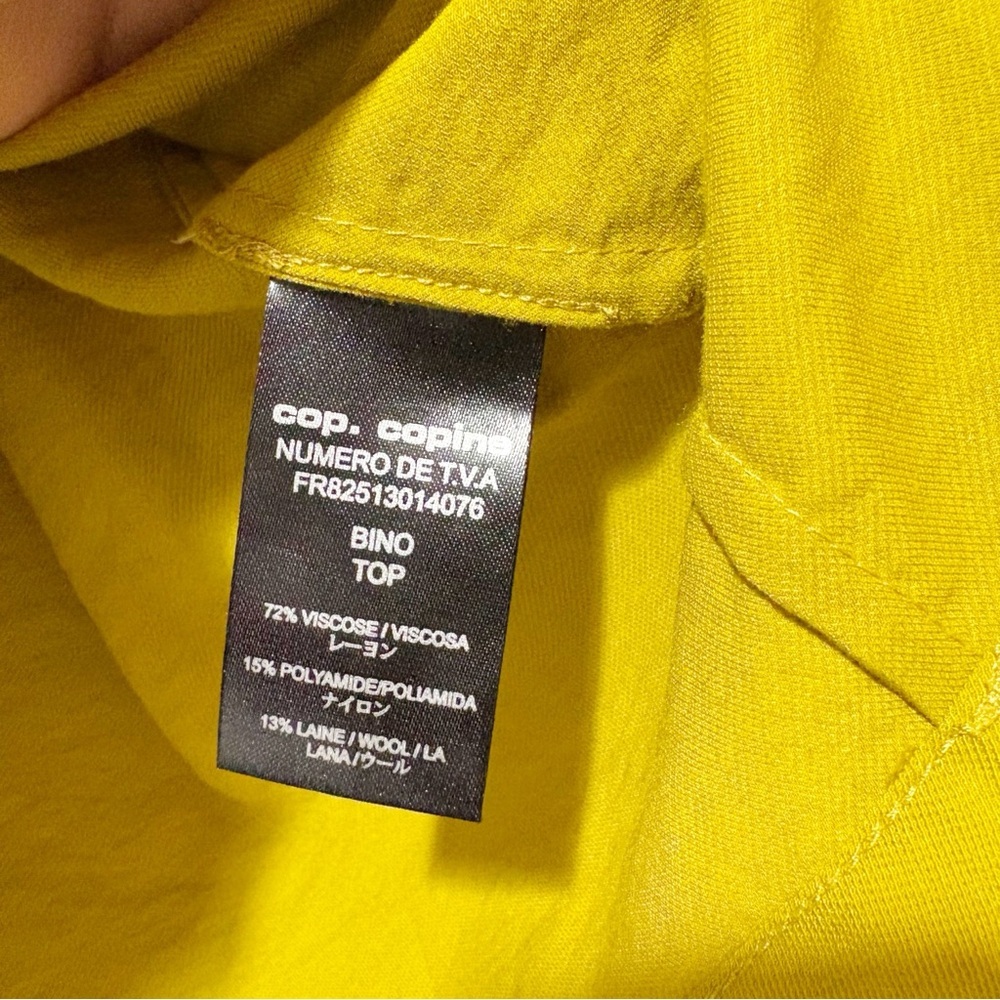 cop. copine
NUMERO DE T.V.A
FR82513014076
BINO
TOP
72% VISCOSE / VISCOSA
レーヨン
15% POLYAMIDE/POLIAMIDA
ナイロン
13% LAINE / WOOL / LA
LANA / ウール